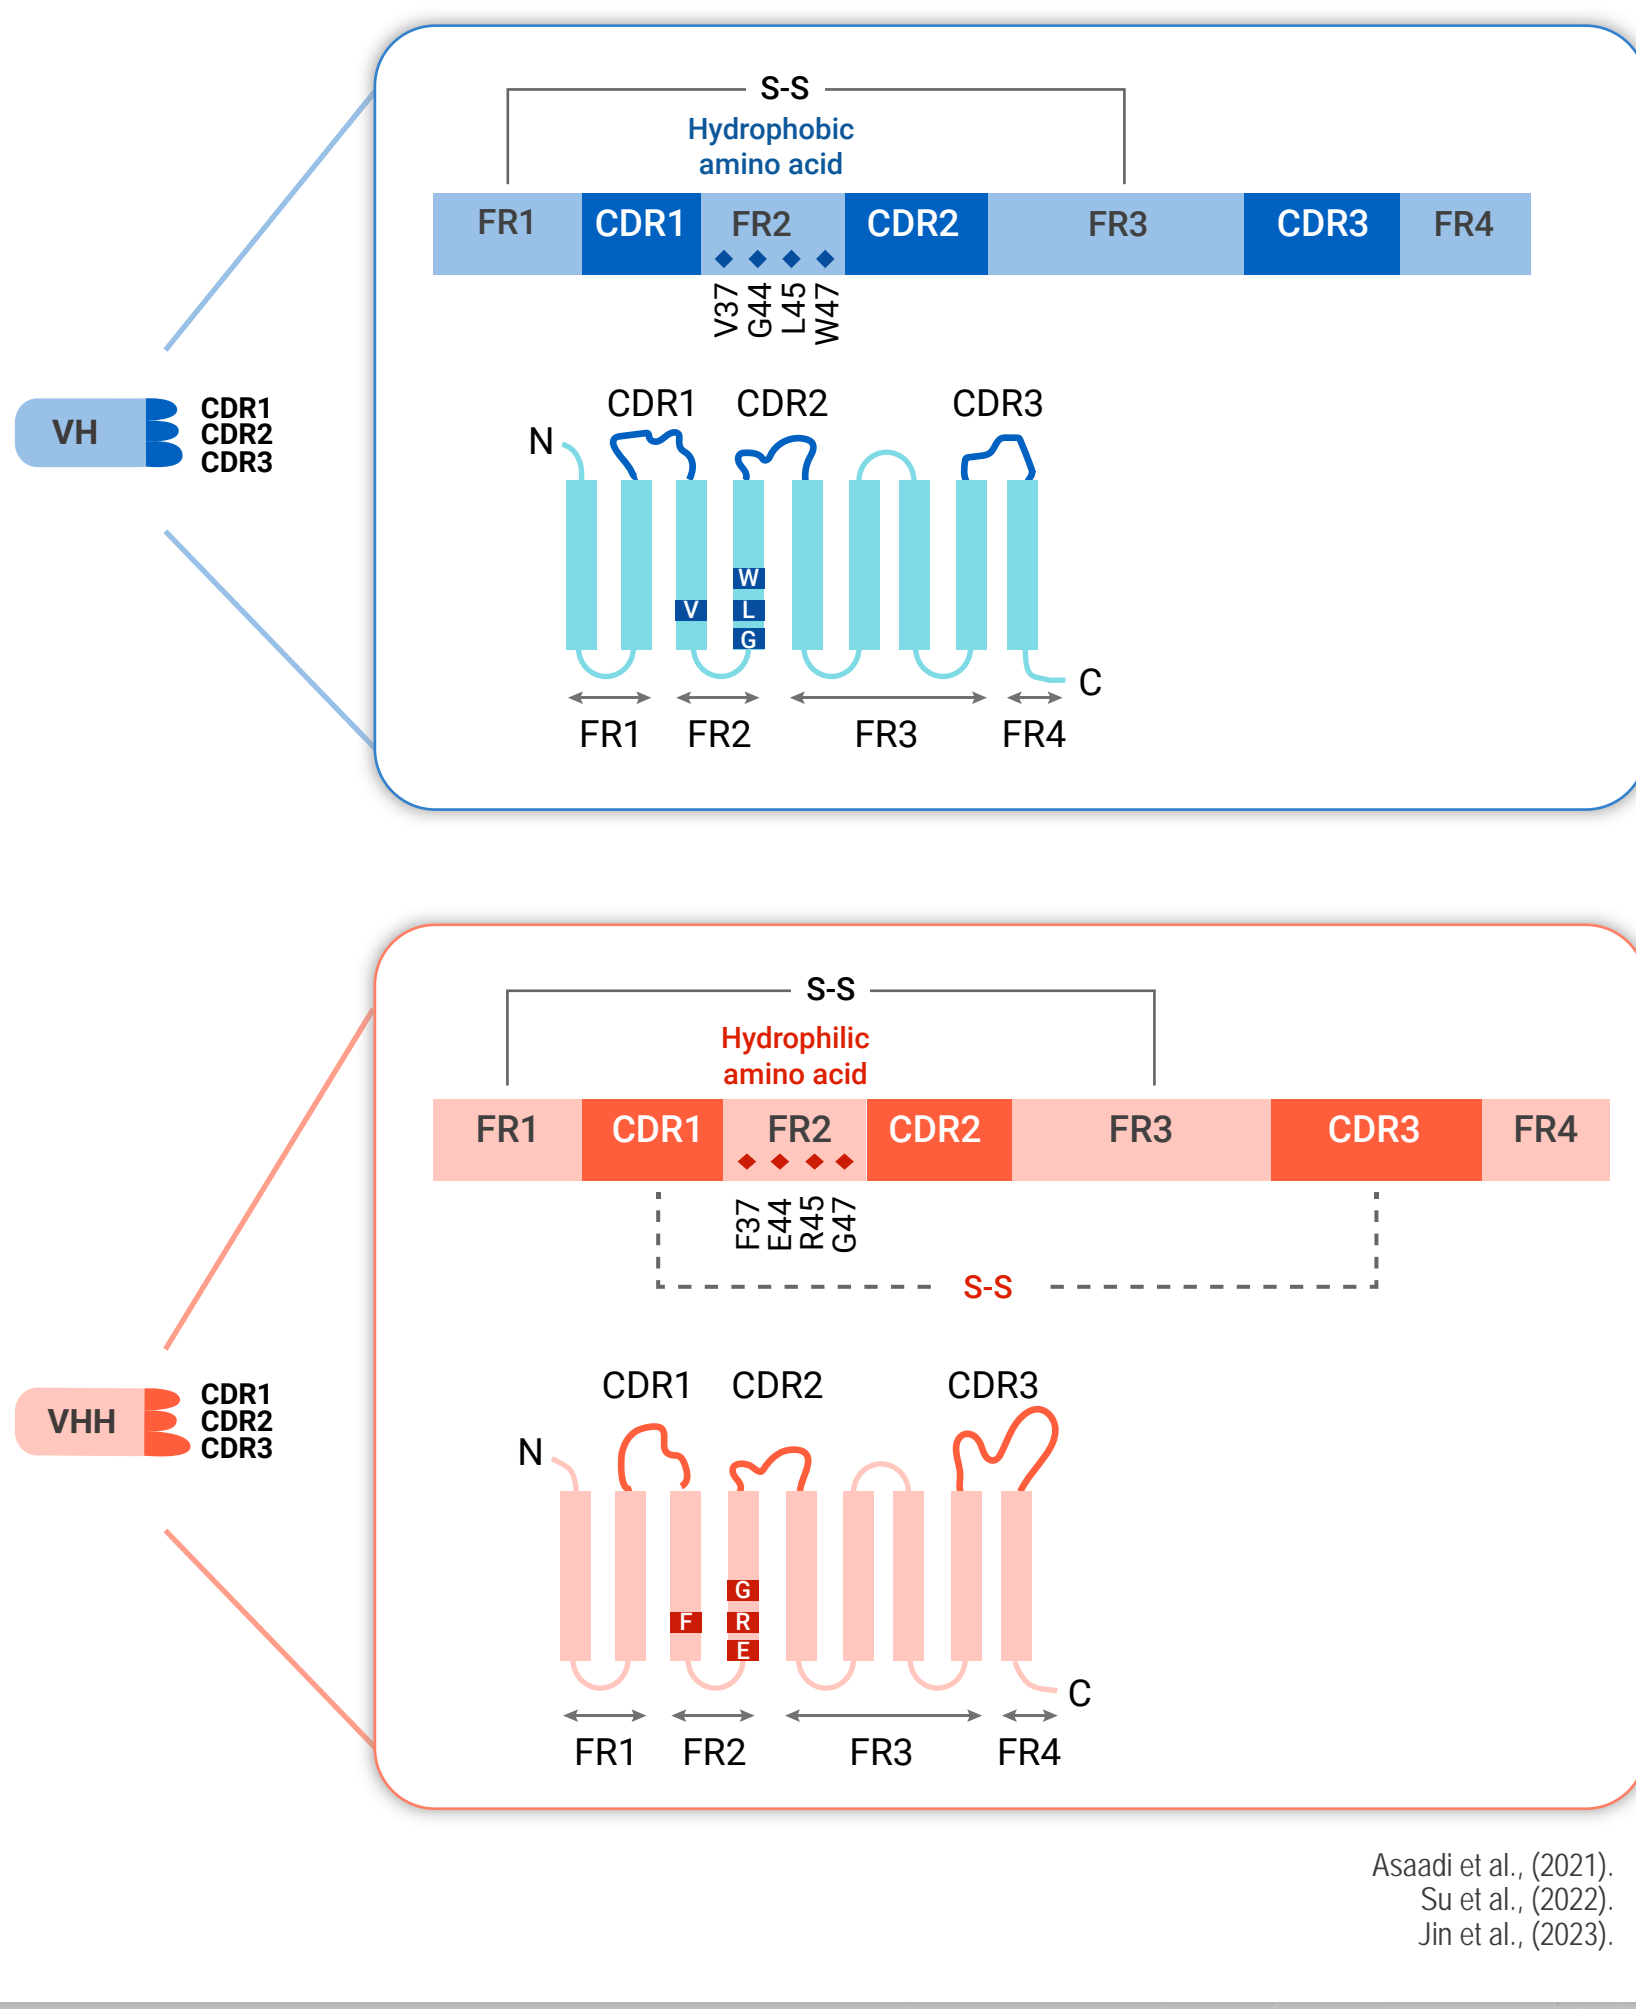 S-S
Hydrophobic
amino acid
FR1 CDR1 FR2 CDR2 FR3 CDR3 FR4
V37 G44 L45 W47
VH
CDR1
CDR2
CDR3
CDR1 CDR2 CDR3
N
W
V L
G
C
FR1 FR2 FR3 FR4
S-S
Hydrophilic
amino acid
FR1 CDR1 FR2 CDR2 FR3 CDR3 FR4
F37 E44 R45 G47
S-S
VHH
CDR1
CDR2
CDR3
CDR1 CDR2 CDR3
N
G
F R
E
C
FR1 FR2 FR3 FR4
Asaadi et al., (2021).
Su et al., (2022).
Jin et al., (2023).